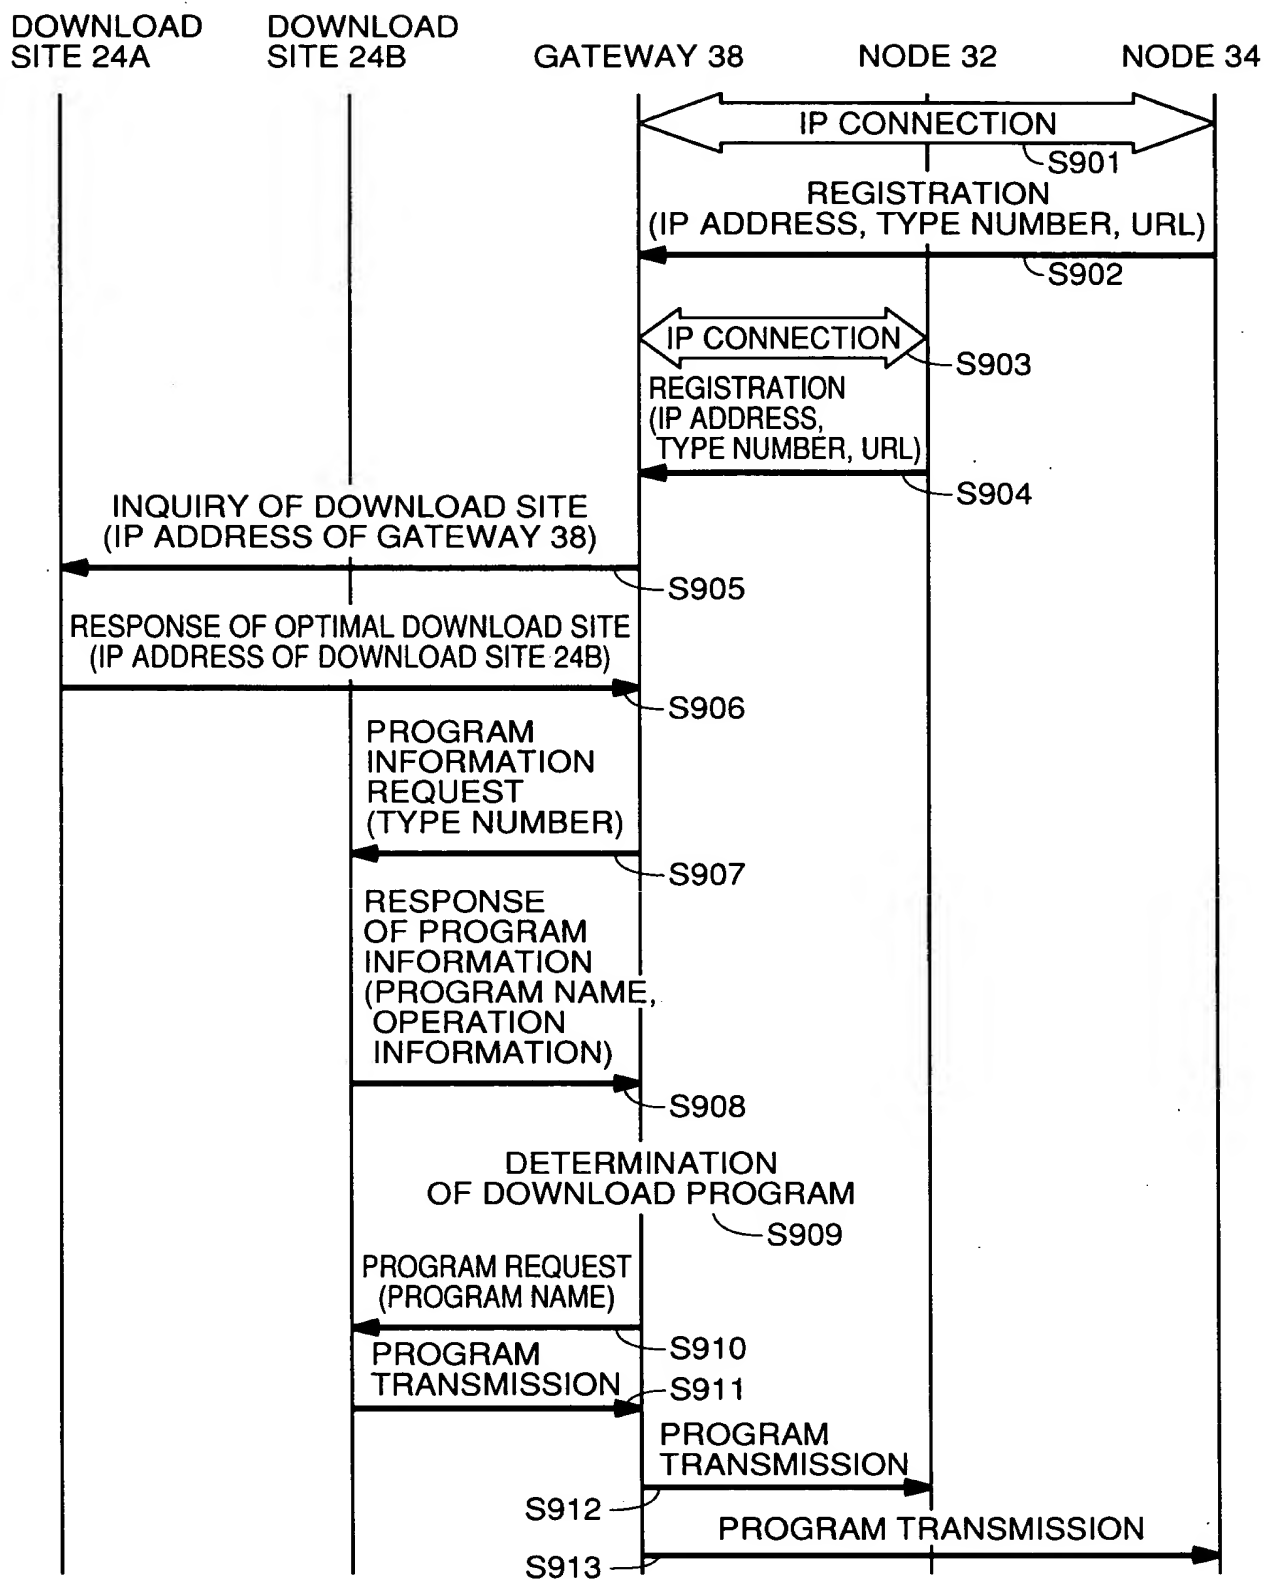 DOWNLOAD
SITE 24A
DOWNLOAD
SITE 24B
GATEWAY 38
NODE 32
NODE 34
IP CONNECTION
S901
REGISTRATION
(IP ADDRESS, TYPE NUMBER, URL)
S902
IP CONNECTION
S903
REGISTRATION
(IP ADDRESS,
TYPE NUMBER, URL)
S904
INQUIRY OF DOWNLOAD SITE
(IP ADDRESS OF GATEWAY 38)
S905
RESPONSE OF OPTIMAL DOWNLOAD SITE
(IP ADDRESS OF DOWNLOAD SITE 24B)
S906
PROGRAM
INFORMATION
REQUEST
(TYPE NUMBER)
S907
RESPONSE
OF PROGRAM
INFORMATION
(PROGRAM NAME,
OPERATION
INFORMATION)
S908
DETERMINATION
OF DOWNLOAD PROGRAM
S909
PROGRAM REQUEST
(PROGRAM NAME)
S910
PROGRAM
TRANSMISSION
S911
PROGRAM
TRANSMISSION
S912
PROGRAM TRANSMISSION
S913